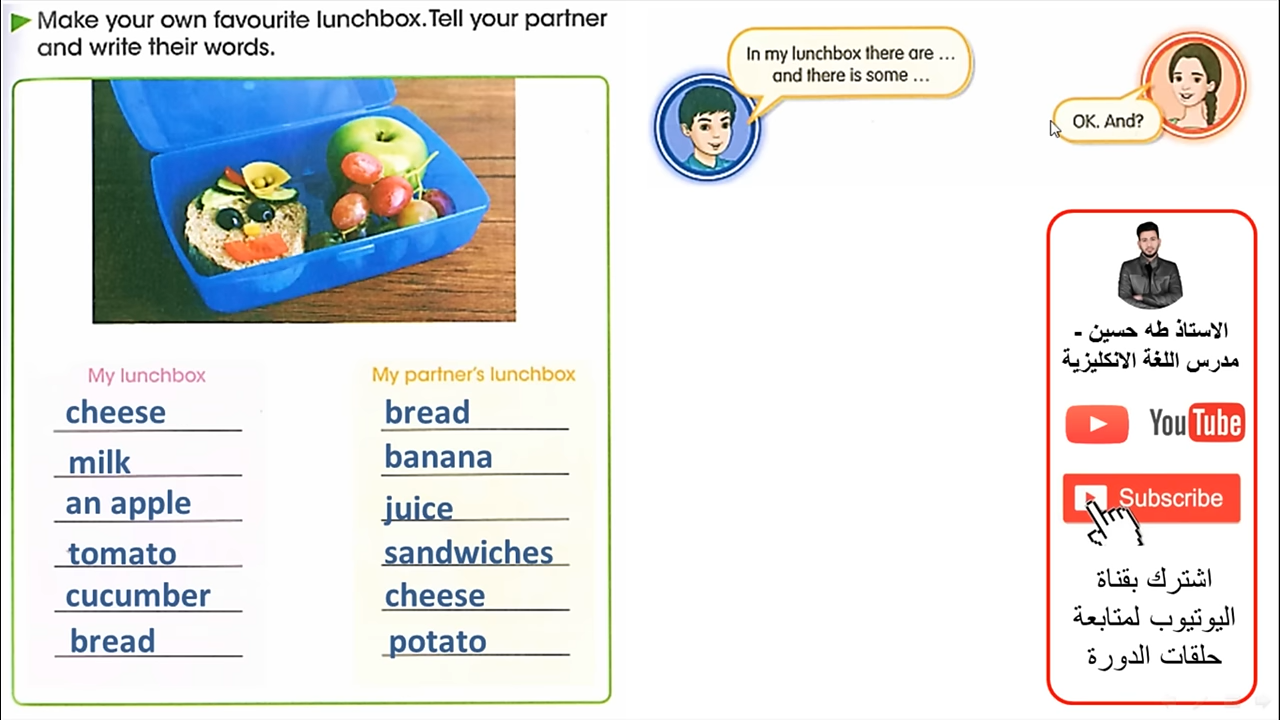 Make your own favourite lunchbox. Tell your partner
and write their words.
In my lunchbox there are ...
and there is some ...
OK. And?
My lunchbox
cheese
milk
an apple
tomato
cucumber
bread
My partner's lunchbox
bread
banana
juice
sandwiches
cheese
potato
الاستاذ طه حسين -
مدرس اللغة الانكليزية
YouTube
Subscribe
اشترك بقناة
اليوتيوب لمتابعة
حلقات الدورة